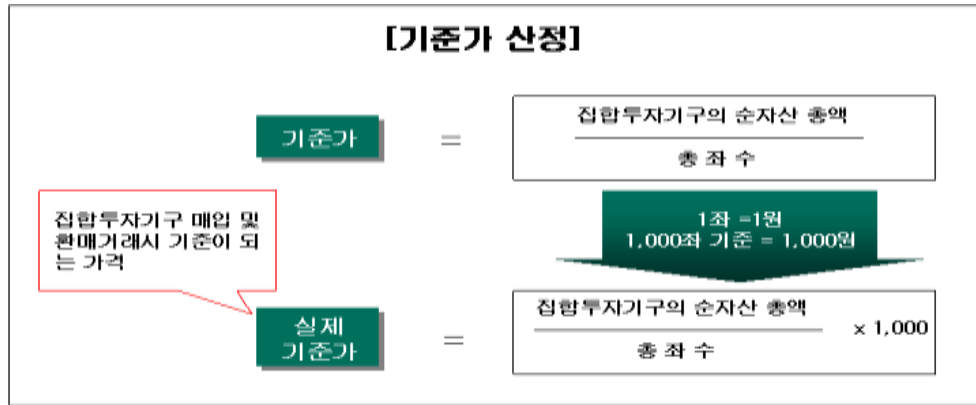 [기준가 산정]
기준가
=
집합투자기구의 순자산 총액
총 좌 수
집합투자기구 매입 및
환매거래시 기준이 되
는 가격
1좌 =1원
1,000좌 기준 = 1,000원
실제
기준가
=
집합투자기구의 순자산 총액
총 좌 수
× 1,000